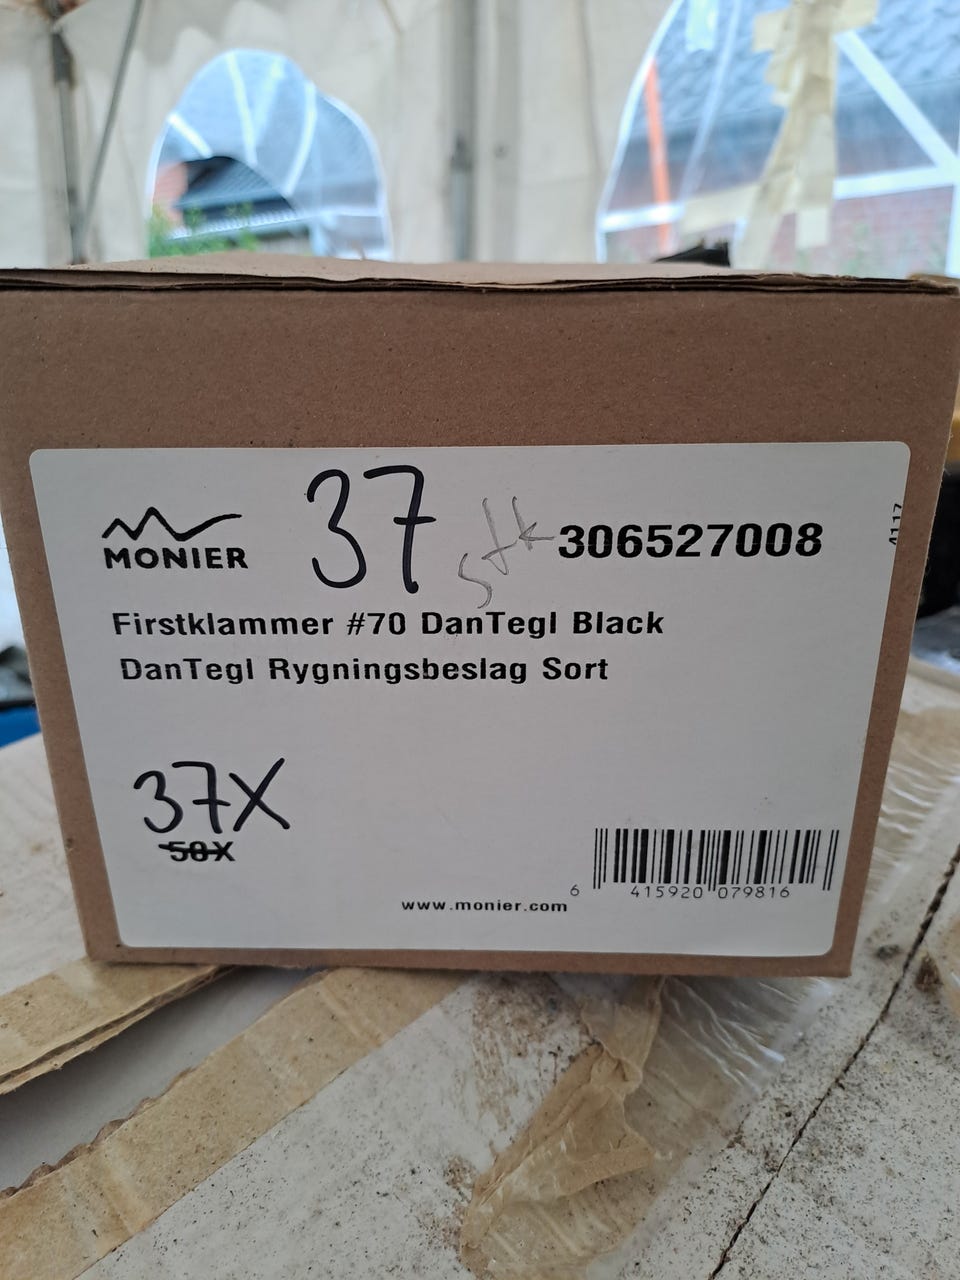 37 stk
MONIER
306527008
4117
Firstklammer #70 DanTegl Black
DanTegl Rygningsbeslag Sort
37X
50X
6 415920 079816
www.monier.com